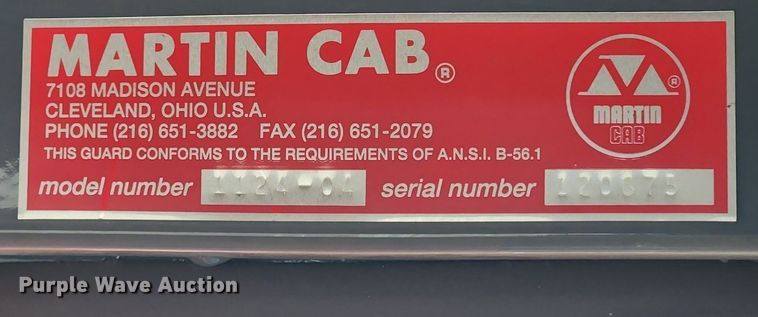 MARTIN CAB®
7108 MADISON AVENUE
CLEVELAND, OHIO U.S.A.
PHONE (216) 651-3882 FAX (216) 651-2079
THIS GUARD CONFORMS TO THE REQUIREMENTS OF A.N.S.I. B-56.1
model number 1124-04 serial number 120675
®
MARTIN
CAB
Purple Wave Auction